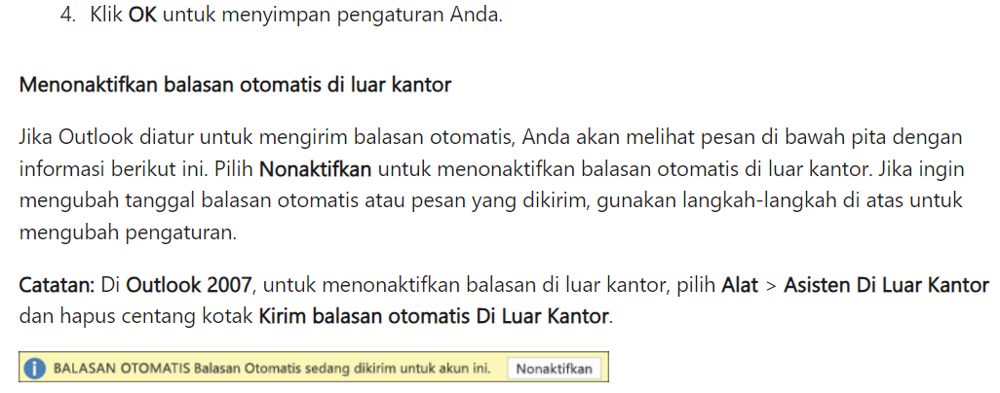 4. Klik OK untuk menyimpan pengaturan Anda.
Menonaktifkan balasan otomatis di luar kantor
Jika Outlook diatur untuk mengirim balasan otomatis, Anda akan melihat pesan di bawah pita dengan
informasi berikut ini. Pilih Nonaktifkan untuk menonaktifkan balasan otomatis di luar kantor. Jika ingin
mengubah tanggal balasan otomatis atau pesan yang dikirim, gunakan langkah-langkah di atas untuk
mengubah pengaturan.
Catatan: Di Outlook 2007, untuk menonaktifkan balasan di luar kantor, pilih Alat > Asisten Di Luar Kantor
dan hapus centang kotak Kirim balasan otomatis Di Luar Kantor.
BALASAN OTOMATIS Balasan Otomatis sedang dikirim untuk akun ini. Nonaktifkan